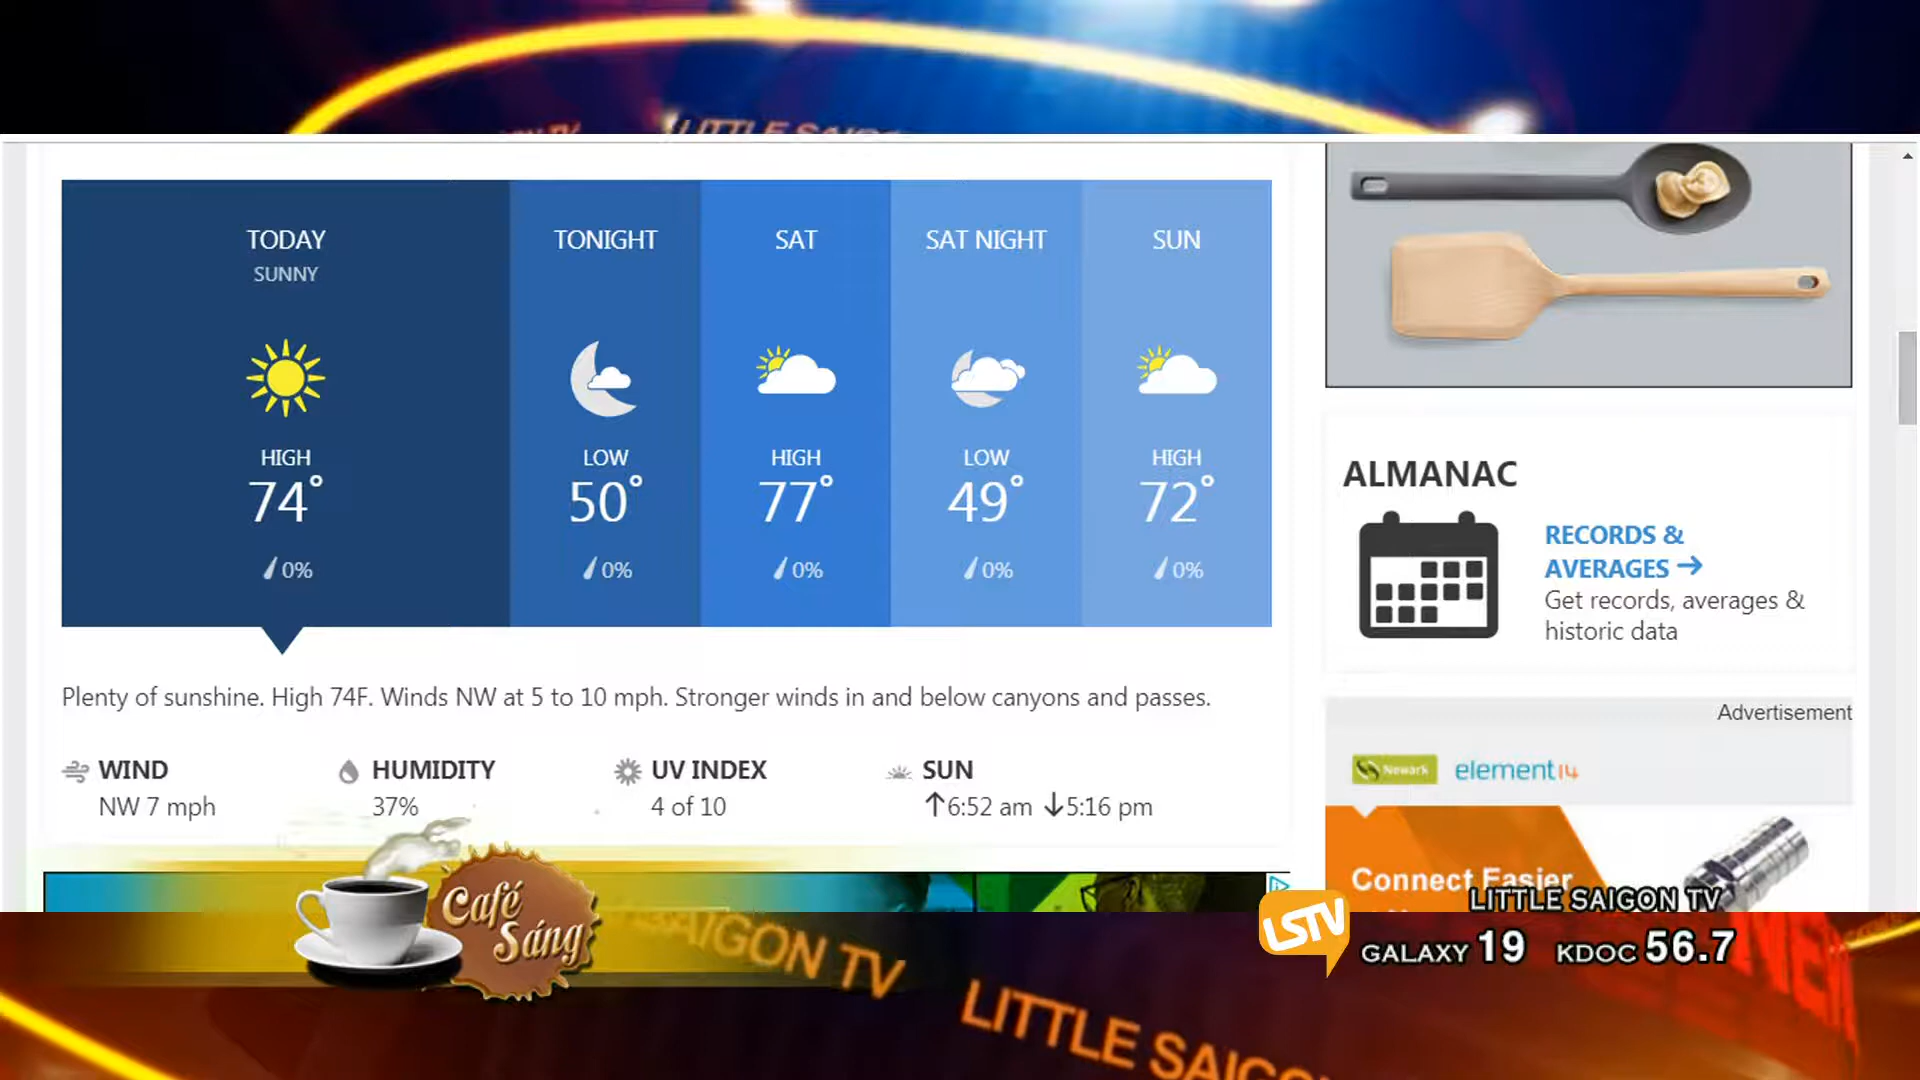 LITTLE SAIGON
TODAY
SUNNY
HIGH
74°
0%
TONIGHT
LOW
50°
0%
SAT
HIGH
77°
0%
SAT NIGHT
LOW
49°
0%
SUN
HIGH
72°
0%
Plenty of sunshine. High 74F. Winds NW at 5 to 10 mph. Stronger winds in and below canyons and passes.
WIND
NW 7 mph
HUMIDITY
37%
UV INDEX
4 of 10
SUN
↑6:52 am ↓5:16 pm
ALMANAC
RECORDS &
AVERAGES →
Get records, averages &
historic data
Advertisement
Newark element14
Connect Easier
Café
Sáng
LSTV
LITTLE SAIGON TV
GALAXY 19 KDOC 56.7
SAIGON TV
LITTLE SAIGON